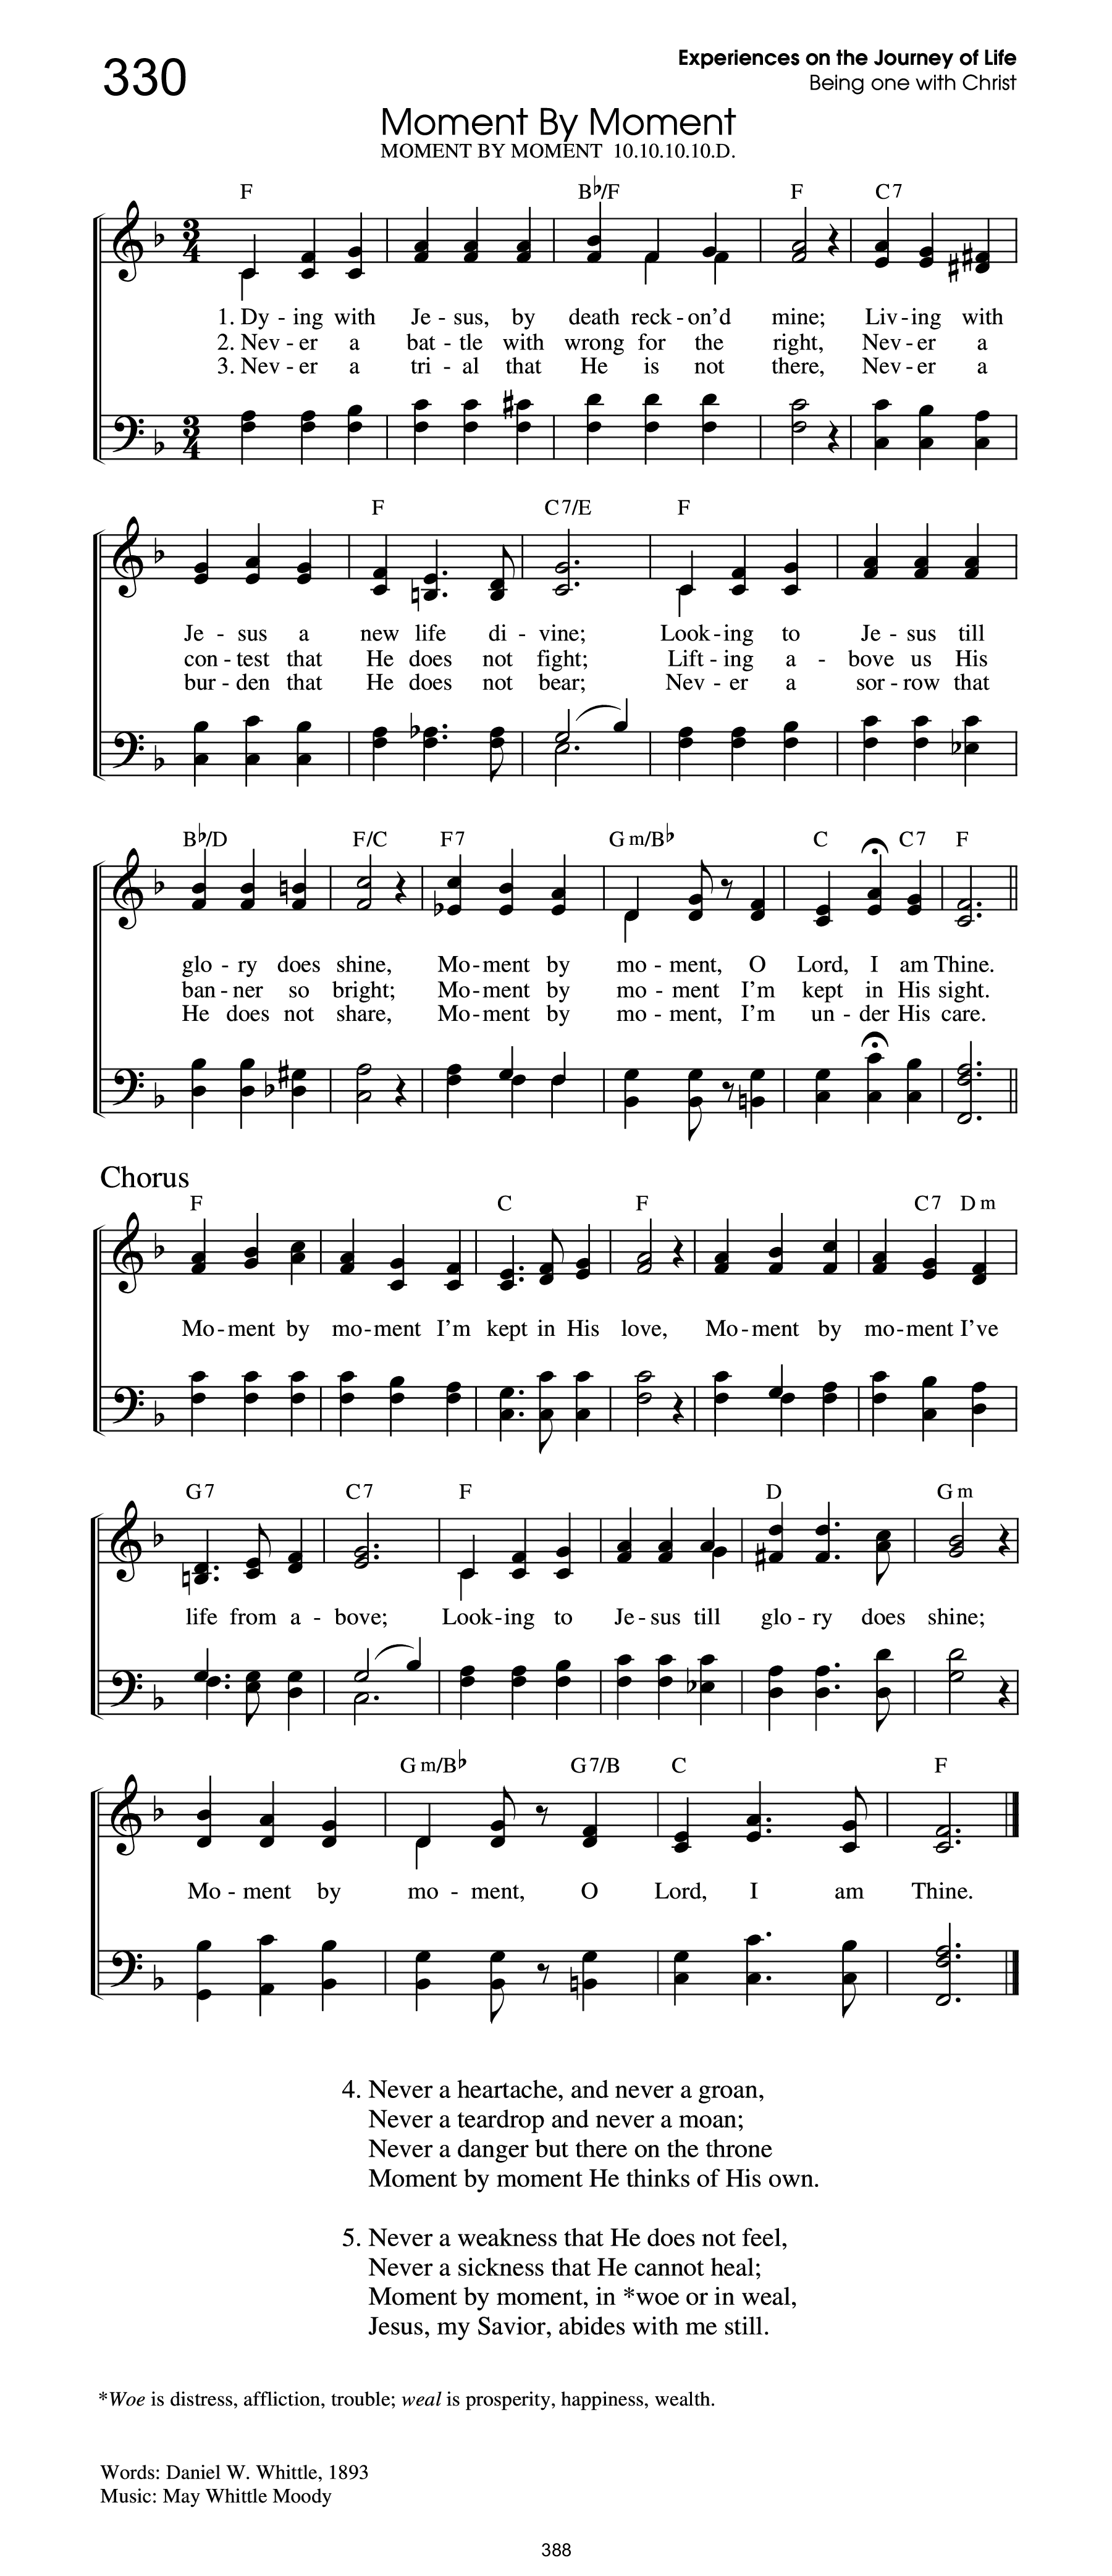 330
Experiences on the Journey of Life
Being one with Christ
Moment By Moment
MOMENT BY MOMENT 10.10.10.10.D.
F B♭/F F C7
3 4
1. Dy - ing with Je - sus, by death reck - on'd mine; Liv - ing with
2. Nev - er a bat - tle with wrong for the right, Nev - er a
3. Nev - er a tri - al that He is not there, Nev - er a
3 4
F C7/E F
Je - sus a new life di - vine; Look - ing to Je - sus till
con - test that He does not fight; Lift - ing a - bove us His
bur - den that He does not bear; Nev - er a sor - row that
B♭/D F/C F7 Gm/B♭ C C7 F
glo - ry does shine, Mo - ment by mo - ment, O Lord, I am Thine.
ban - ner so bright; Mo - ment by mo - ment I'm kept in His sight.
He does not share, Mo - ment by mo - ment, I'm un - der His care.
Chorus
F C F C7 Dm
Mo - ment by mo - ment I'm kept in His love, Mo - ment by mo - ment I've
G7 C7 F D Gm
life from a - bove; Look - ing to Je - sus till glo - ry does shine;
Gm/B♭ G7/B C F
Mo - ment by mo - ment, O Lord, I am Thine.
4. Never a heartache, and never a groan,
Never a teardrop and never a moan;
Never a danger but there on the throne
Moment by moment He thinks of His own.
5. Never a weakness that He does not feel,
Never a sickness that He cannot heal;
Moment by moment, in *woe or in weal,
Jesus, my Savior, abides with me still.
*Woe is distress, affliction, trouble; weal is prosperity, happiness, wealth.
Words: Daniel W. Whittle, 1893
Music: May Whittle Moody
388